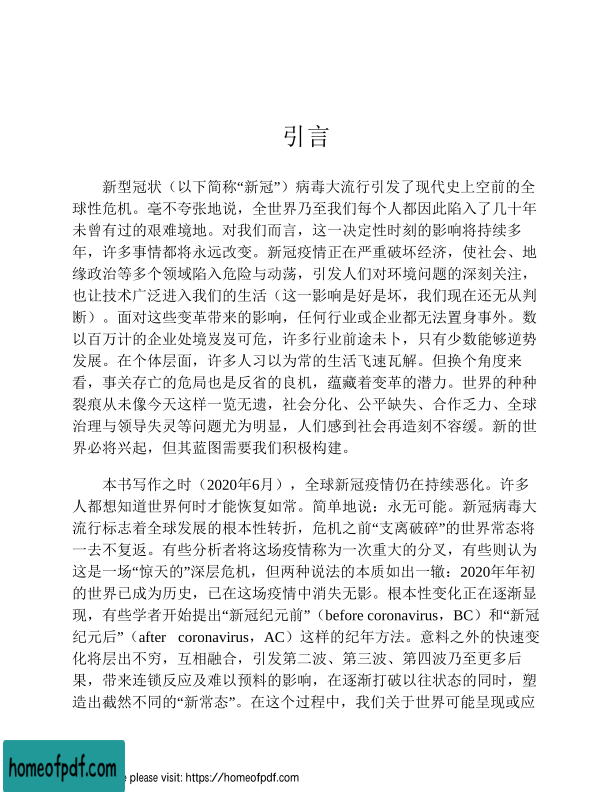 引言
新型冠状（以下简称“新冠”）病毒大流行引发了现代史上空前的全
球性危机。毫不夸张地说，全世界乃至我们每个人都因此陷入了几十年
未曾有过的艰难境地。对我们而言，这一决定性时刻的影响将持续多
年，许多事情都将永远改变。新冠疫情正在严重破坏经济，使社会、地
缘政治等多个领域陷入危险与动荡，引发人们对环境问题的深刻关注，
也让技术广泛进入我们的生活（这一影响是好是坏，我们现在还无从判
断）。面对这些变革带来的影响，任何行业或企业都无法置身事外。数
以百万计的企业处境岌岌可危，许多行业前途未卜，只有少数能够逆势
发展。在个体层面，许多人习以为常的生活飞速瓦解。但换个角度来
看，事关存亡的危局也是反省的良机，蕴藏着变革的潜力。世界的种种
裂痕从未像今天这样一览无遗，社会分化、公平缺失、合作乏力、全球
治理与领导失灵等问题尤为明显，人们感到社会再造刻不容缓。新的世
界必将兴起，但其蓝图需要我们积极构建。
本书写作之时（2020年6月），全球新冠疫情仍在持续恶化。许多
人都想知道世界何时才能恢复如常。简单地说：永无可能。新冠病毒大
流行标志着全球发展的根本性转折，危机之前“支离破碎”的世界常态将
一去不复返。有些分析者将这场疫情称为一次重大的分叉，有些则认为
这是一场“惊天的”深层危机，但两种说法的本质如出一辙：2020年年初
的世界已成为历史，已在这场疫情中消失无影。根本性变化正在逐渐显
现，有些学者开始提出“新冠纪元前”（before coronavirus，BC）和“新冠
纪元后”（after coronavirus，AC）这样的纪年方法。意料之外的快速变
化将层出不穷，互相融合，引发第二波、第三波、第四波乃至更多后
果，带来连锁反应及难以预料的影响，在逐渐打破以往状态的同时，塑
造出截然不同的“新常态”。在这个过程中，我们关于世界可能呈现或应
homeofpdf.com
e please visit: https://homeofpdf.com